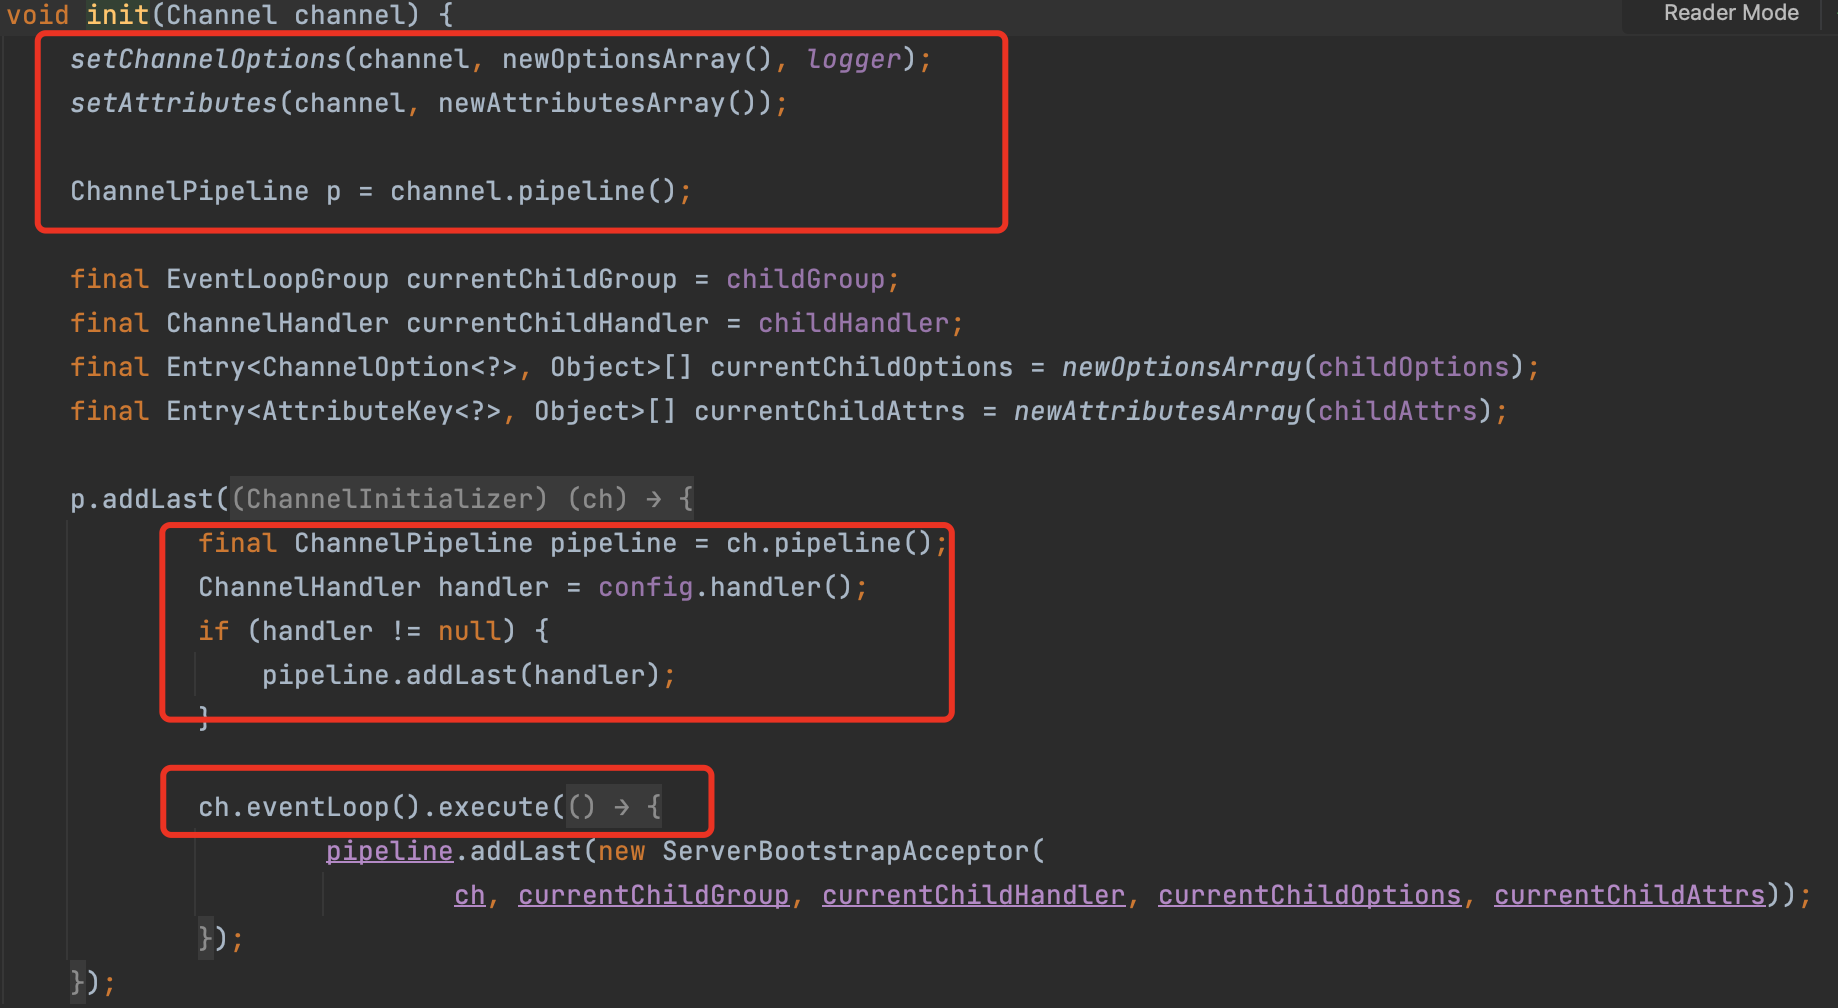 void init(Channel channel) {
Reader Mode
setChannelOptions(channel, newOptionsArray(), logger);
setAttributes(channel, newAttributesArray());
ChannelPipeline p = channel.pipeline();
final EventLoopGroup currentChildGroup = childGroup;
final ChannelHandler currentChildHandler = childHandler;
final Entry<ChannelOption<?>, Object>[] currentChildOptions = newOptionsArray(childOptions);
final Entry<AttributeKey<?>, Object>[] currentChildAttrs = newAttributesArray(childAttrs);
p.addLast((ChannelInitializer) (ch) → {
final ChannelPipeline pipeline = ch.pipeline();
ChannelHandler handler = config.handler();
if (handler != null) {
pipeline.addLast(handler);
}
ch.eventLoop().execute(() → {
pipeline.addLast(new ServerBootstrapAcceptor(
ch, currentChildGroup, currentChildHandler, currentChildOptions, currentChildAttrs));
});
});